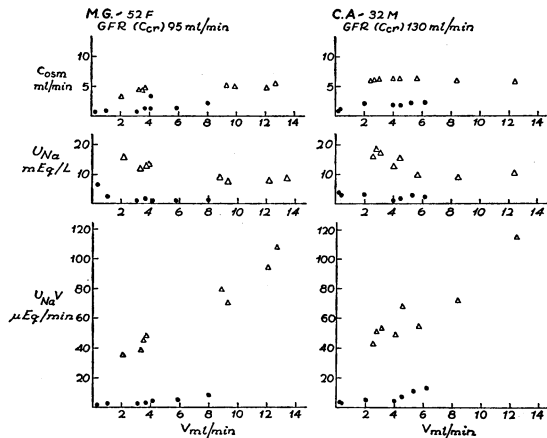 M.G.- 52 F
GFR (Ccr) 95 ml/min
C.A - 32 M
GFR (Ccr) 130 ml/min
Cosm
ml/min
10
5
2 4 6 8 10 12 14
10
5
2 4 6 8 10 12 14
UNa
mEq/L
20
10
2 4 6 8 10 12 14
20
10
2 4 6 8 10 12 14
UNaV
μEq/min
120
100
80
60
40
20
2 4 6 8 10 12 14
V ml/min
120
100
80
60
40
20
2 4 6 8 10 12 14
V ml/min